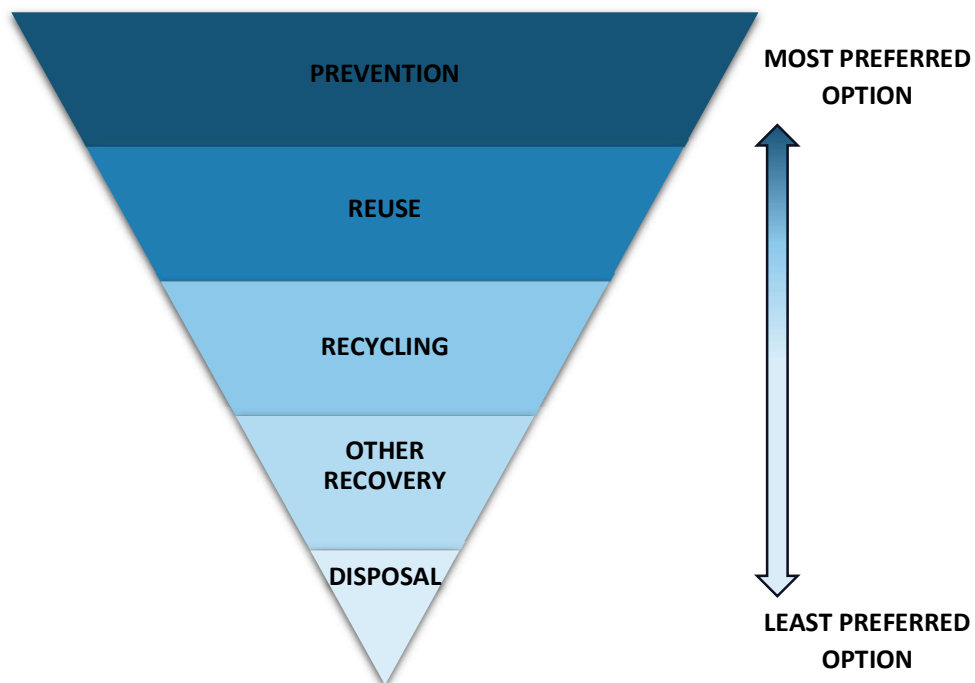 PREVENTION
MOST PREFERRED
OPTION
REUSE
RECYCLING
OTHER
RECOVERY
DISPOSAL
LEAST PREFERRED
OPTION